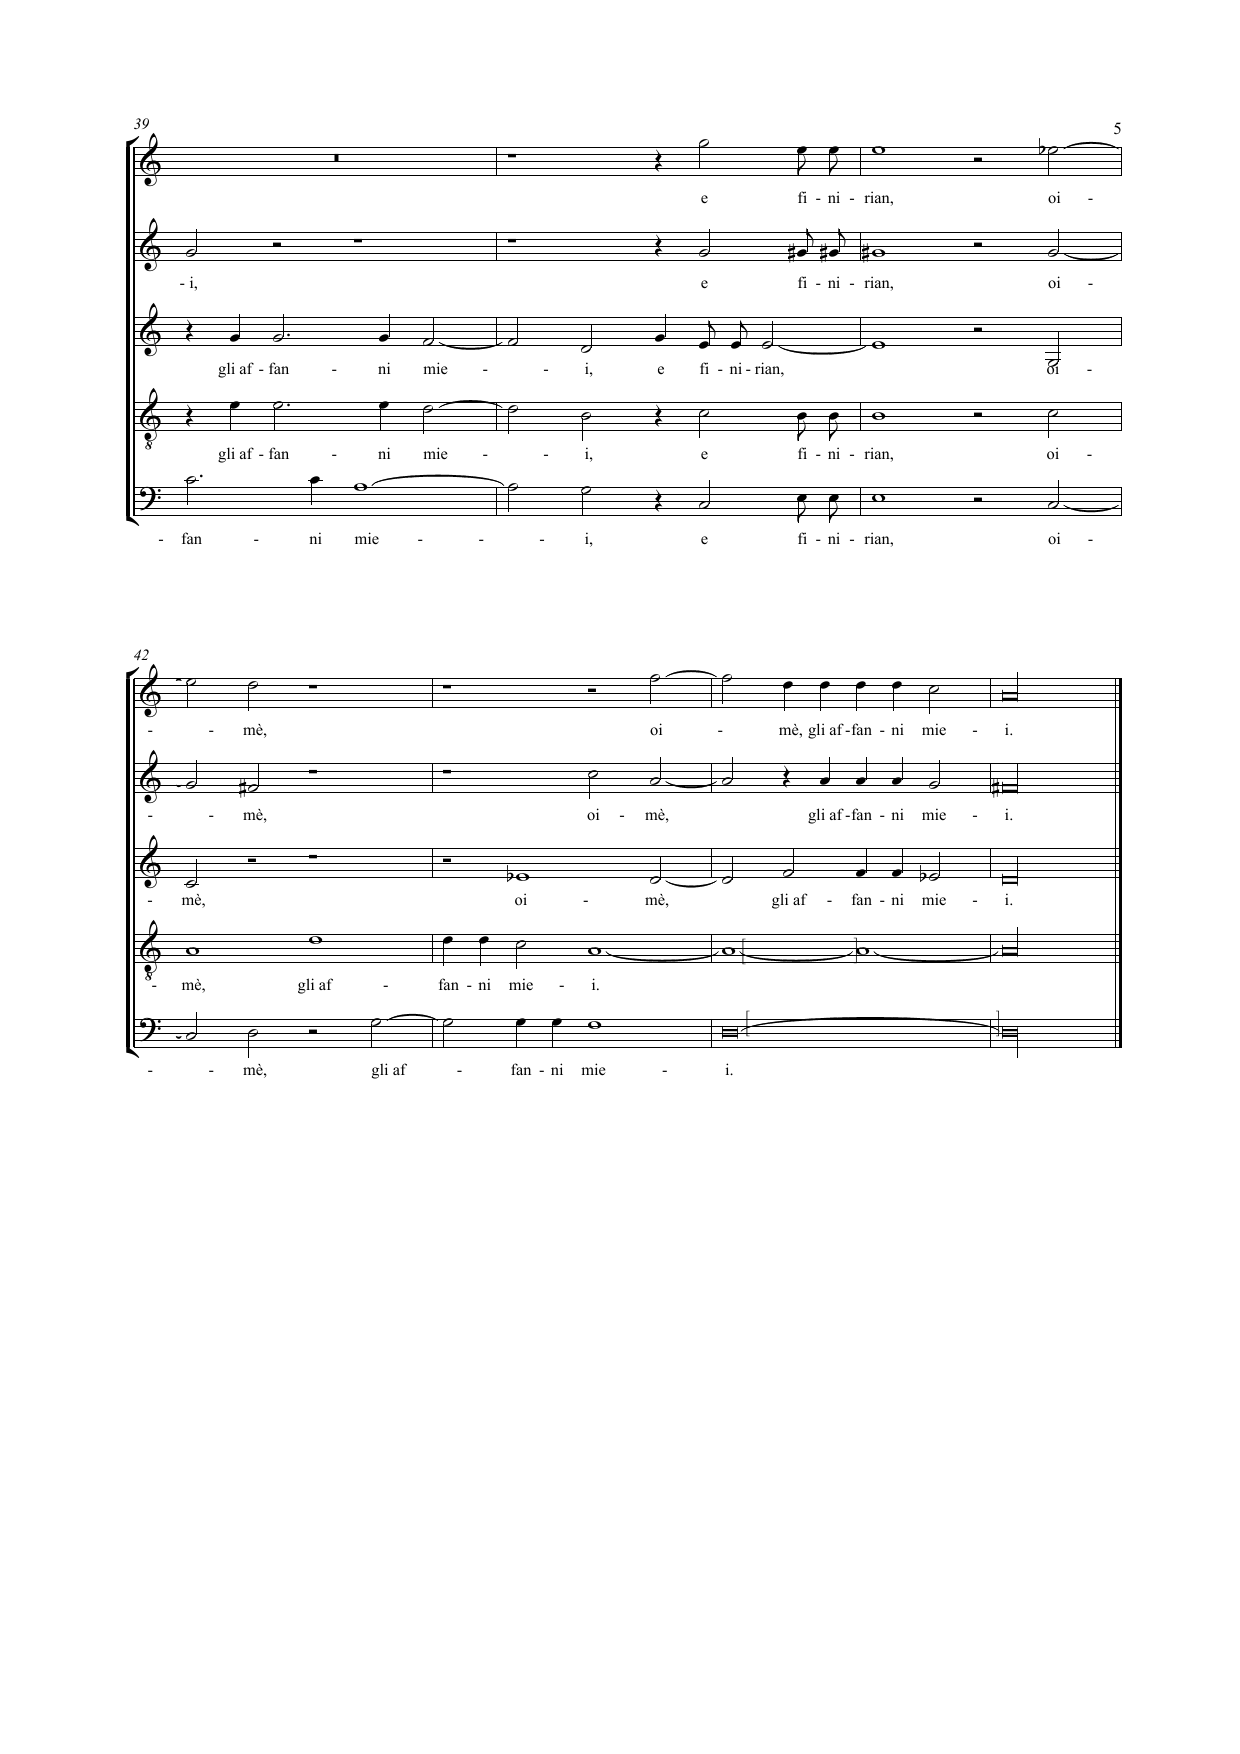 39
5
e fi - ni - rian, oi -
- i, e fi - ni - rian, oi -
gli af - fan - ni mie - - i, e fi - ni - rian, oi -
gli af - fan - ni mie - - i, e fi - ni - rian, oi -
- fan - ni mie - - - i, e fi - ni - rian, oi -
42
- - mè, oi - mè, gli af - fan - ni mie - i.
- - mè, oi - mè, gli af - fan - ni mie - i.
- mè, oi - mè, gli af - fan - ni mie - i.
- mè, gli af - fan - ni mie - i.
- - mè, gli af - fan - ni mie - i.